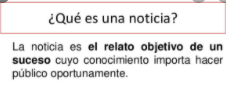 ¿Qué es una noticia?
La noticia es el relato objetivo de un
suceso cuyo conocimiento importa hacer
público oportunamente.